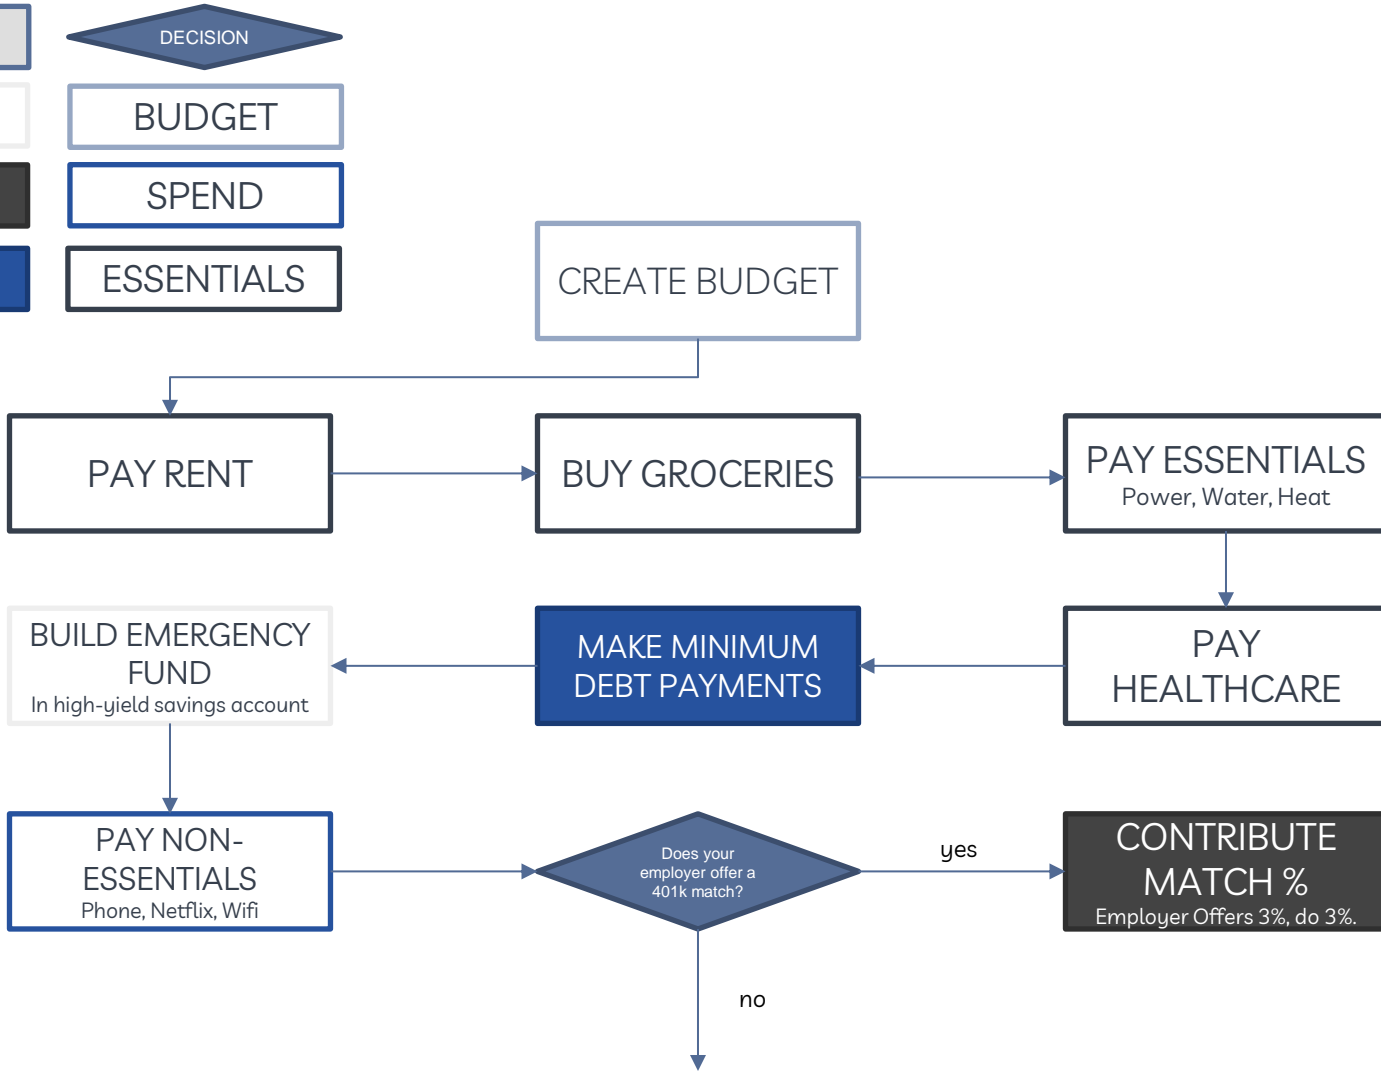 DECISION
BUDGET
SPEND
ESSENTIALS
CREATE BUDGET
PAY RENT
BUY GROCERIES
PAY ESSENTIALS
Power, Water, Heat
BUILD EMERGENCY
FUND
In high-yield savings account
MAKE MINIMUM
DEBT PAYMENTS
PAY
HEALTHCARE
PAY NON-
ESSENTIALS
Phone, Netflix, Wifi
Does your
employer offer a
401k match?
yes
CONTRIBUTE
MATCH %
Employer Offers 3%, do 3%.
no